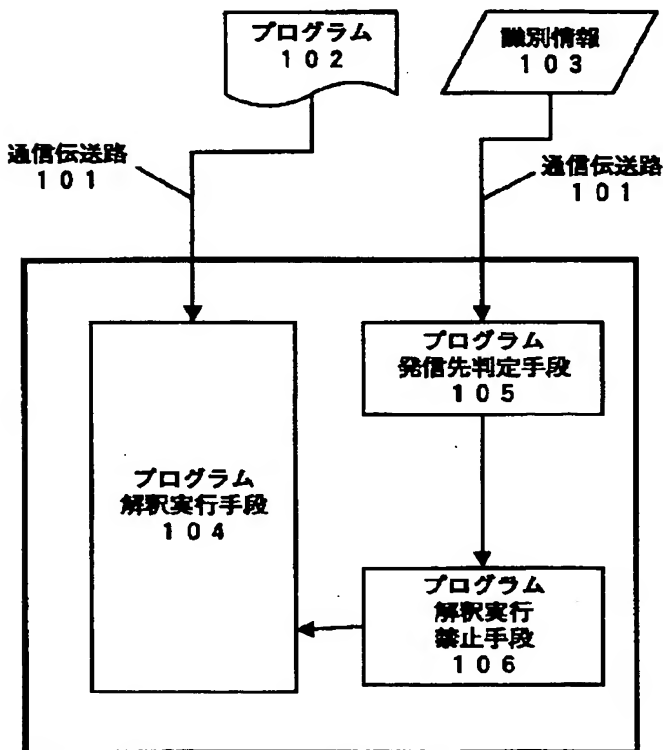 プログラム
102
識別情報
103
通信伝送路
101
通信伝送路
101
プログラム
発信先判定手段
105
プログラム
解釈実行手段
104
プログラム
解釈実行
禁止手段
106